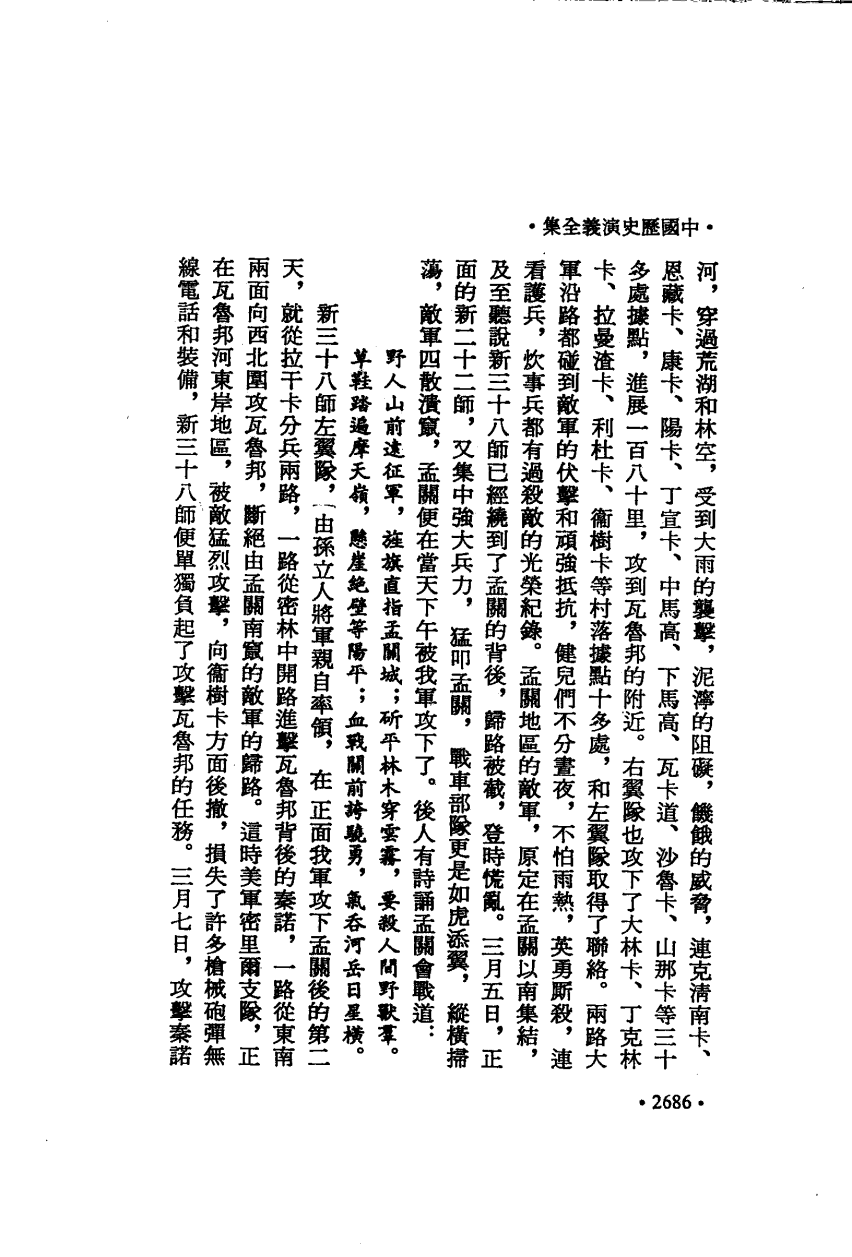 ·中國歷史演義全集·
河，穿過荒湖和林空，受到大雨的襲擊，泥濘的阻礙，饑餓的威脅，連克清南卡、
恩藏卡、康卡、陽卡、丁宣卡、中馬高、下馬高、瓦卡道、沙魯卡、山那卡等三十
多處據點，進展一百八十里，攻到瓦魯邦的附近。右翼隊也攻下了大林卡、丁克林
卡、拉曼渣卡、利杜卡、衞樹卡等村落據點十多處，和左翼隊取得了聯絡。兩路大
軍沿路都碰到敵軍的伏擊和頑強抵抗，健兒們不分晝夜，不怕雨熱，英勇厮殺，連
看護兵，炊事兵都有過殺敵的光榮紀錄。孟關地區的敵軍，原定在孟關以南集結，
及至聽說新三十八師已經繞到了孟關的背後，歸路被截，登時慌亂。三月五日，正
面的新二十二師，又集中強大兵力，猛叩孟關，戰車部隊更是如虎添翼，縱橫掃
蕩，敵軍四散潰竄，孟關便在當天下午被我軍攻下了。後人有詩誦孟關會戰道：
野人山前遠征軍，旌旗直指孟關城；斫平林木穿雲霧，要殺人間野獸羣。
草鞋踏遍摩天嶺，懸崖絶壁等陽平；血戰關前誇驍勇，氣吞河岳日星橫。
新三十八師左翼隊，由孫立人將軍親自率領，在正面我軍攻下孟關後的第二
天，就從拉干卡分兵兩路，一路從密林中開路進擊瓦魯邦背後的秦諾，一路從東南
兩面向西北圍攻瓦魯邦，斷絕由孟關南竄的敵軍的歸路。這時美軍密里爾支隊，正
在瓦魯邦河東岸地區，被敵猛烈攻擊，向衞樹卡方面後撤，損失了許多槍械砲彈無
線電話和裝備，新三十八師便單獨負起了攻擊瓦魯邦的任務。三月七日，攻擊秦諾
·2686·